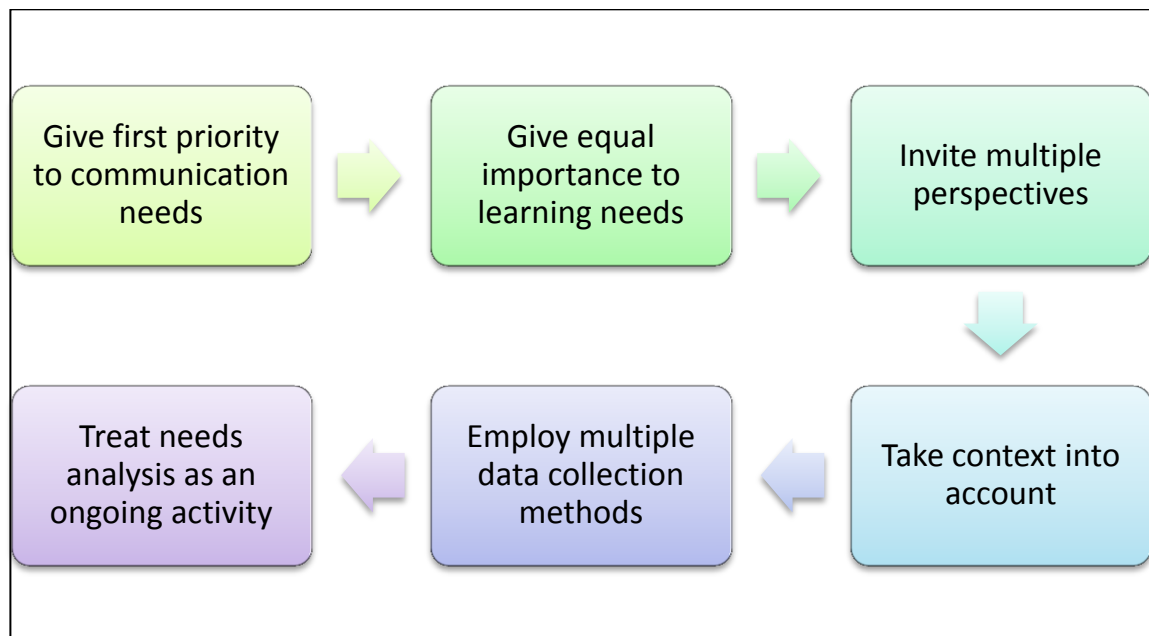 Give first priority
to communication
needs
Give equal
importance to
learning needs
Invite multiple
perspectives
Take context into
account
Employ multiple
data collection
methods
Treat needs
analysis as an
ongoing activity